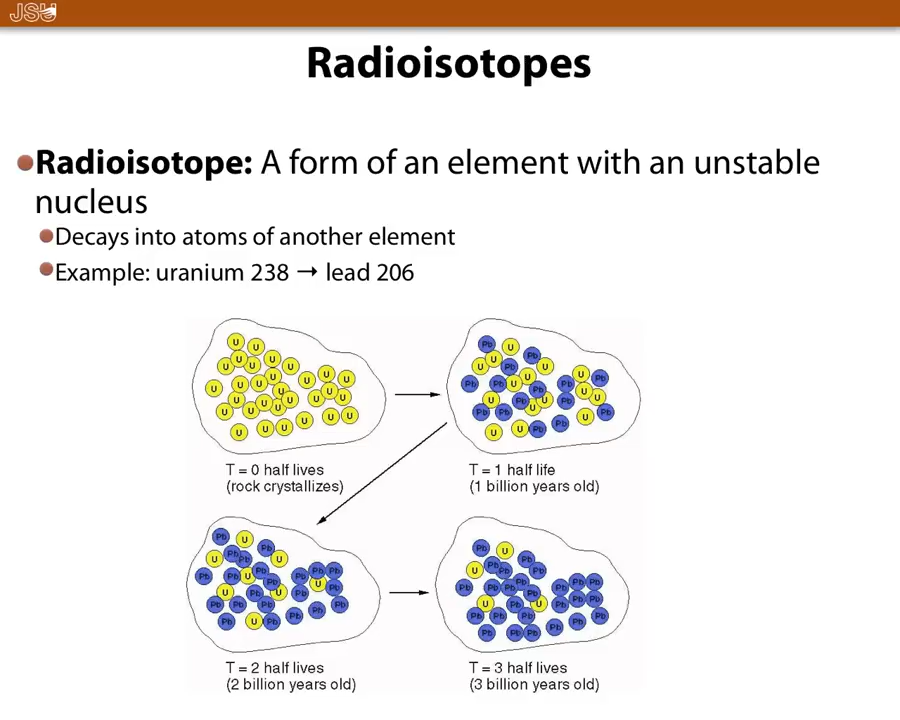 JSU
Radioisotopes
Radioisotope: A form of an element with an unstable
nucleus
Decays into atoms of another element
Example: uranium 238 → lead 206
T = 0 half lives
(rock crystallizes)
T = 1 half life
(1 billion years old)
T = 2 half lives
(2 billion years old)
T = 3 half lives
(3 billion years old)